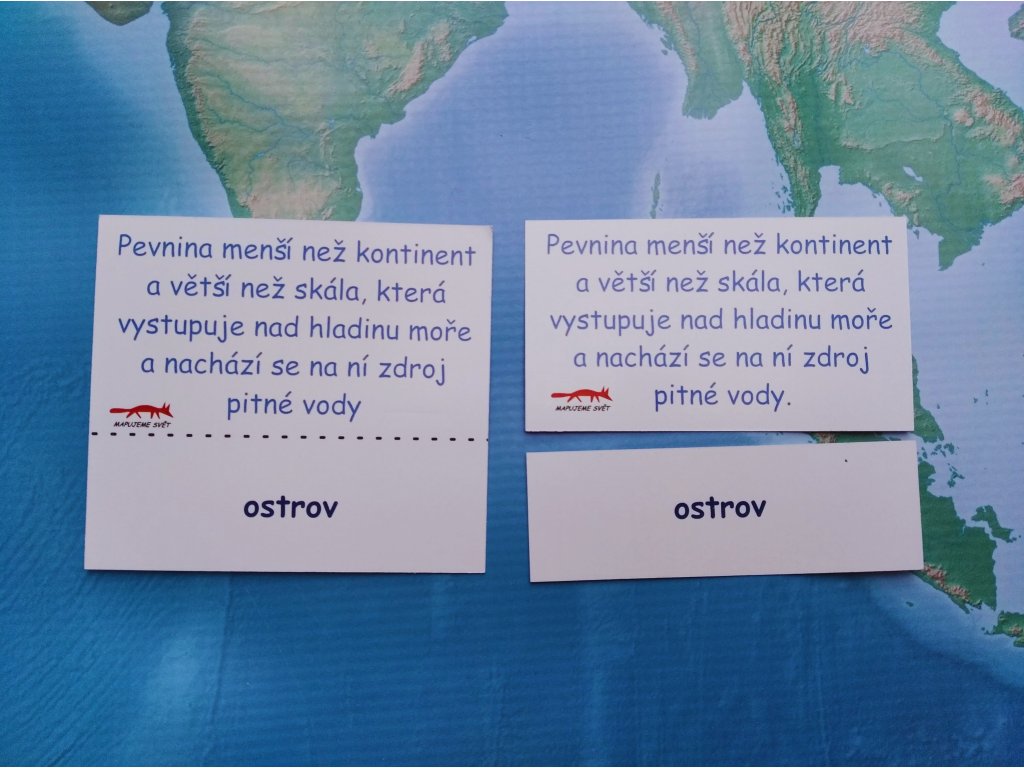 Pevnina menší než kontinent
a větší než skála, která
vystupuje nad hladinu moře
a nachází se na ní zdroj
pitné vody
MAPUJEME SVĚT
ostrov
Pevnina menší než kontinent
a větší než skála, která
vystupuje nad hladinu moře
a nachází se na ní zdroj
pitné vody.
MAPUJEME SVĚT
ostrov